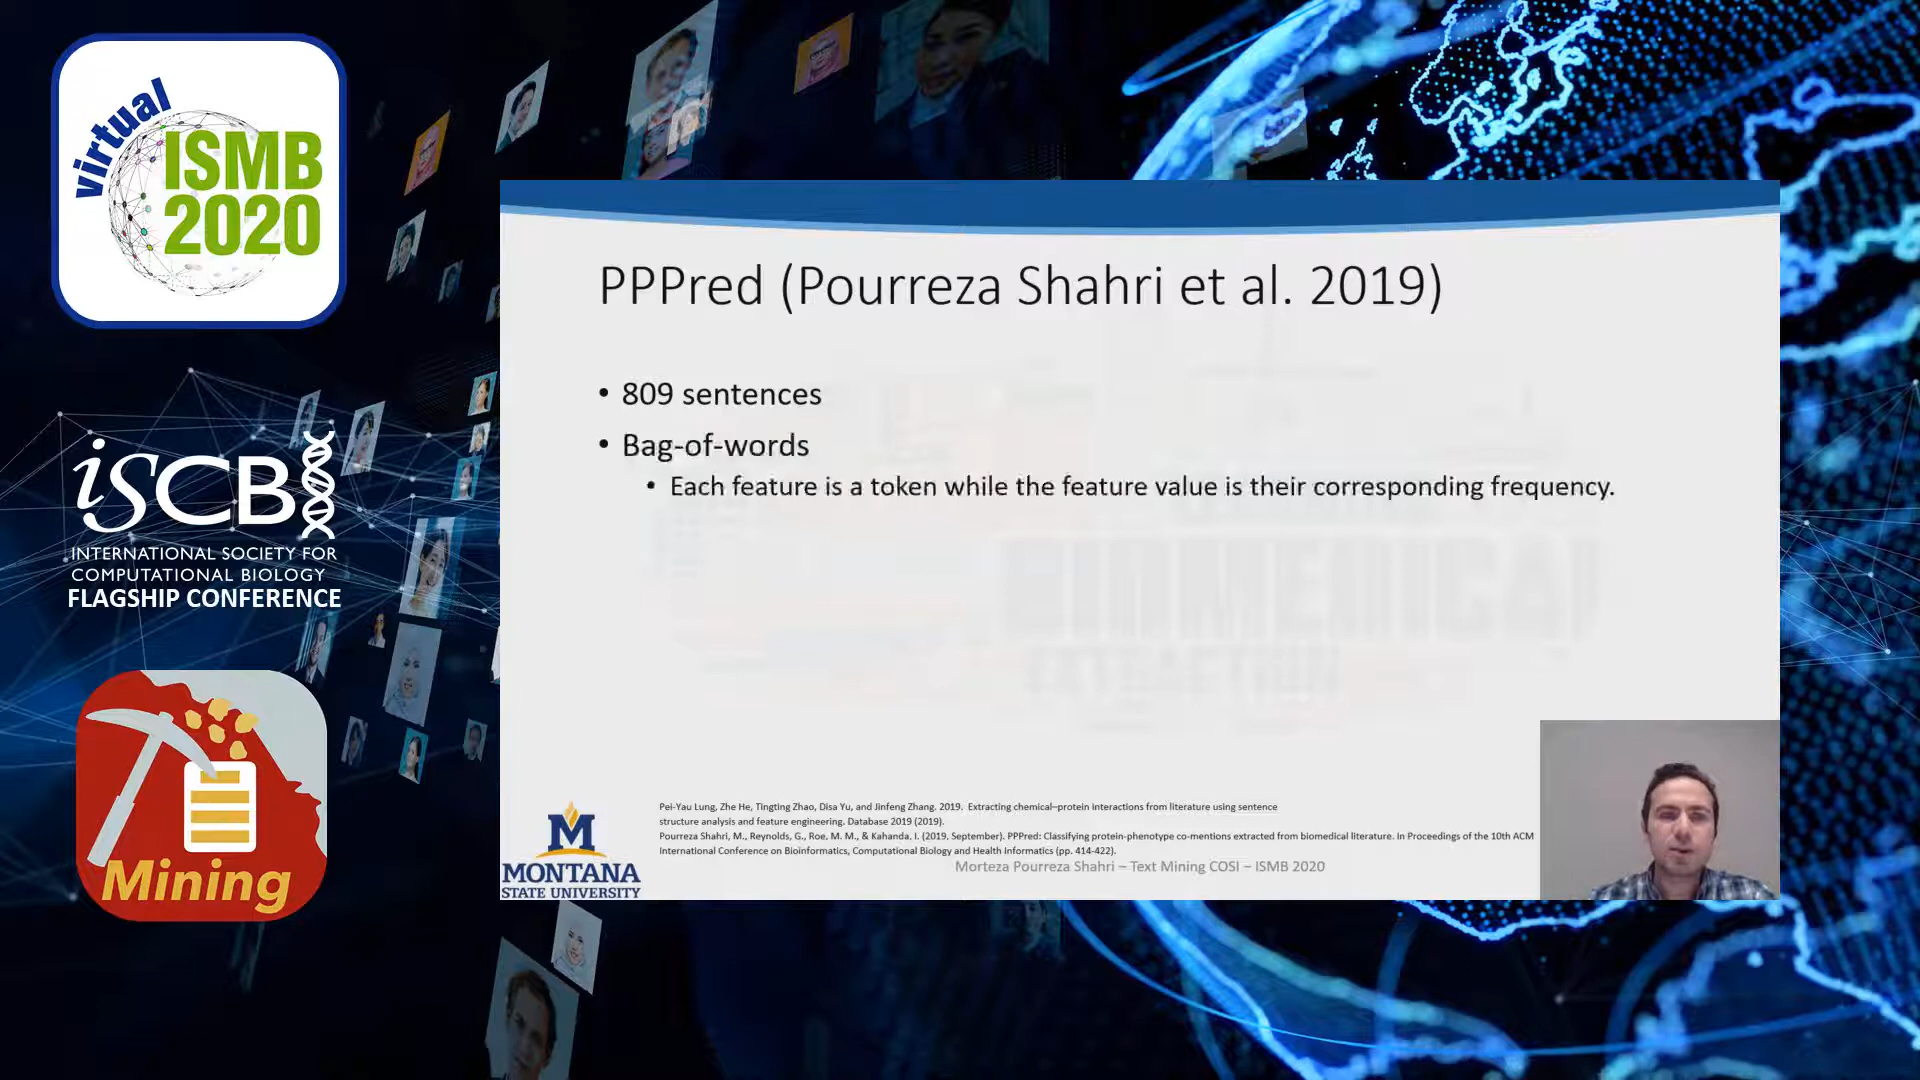 virtual
ISMB
2020
iSCB
INTERNATIONAL SOCIETY FOR
COMPUTATIONAL BIOLOGY
FLAGSHIP CONFERENCE
Mining
PPPred (Pourreza Shahri et al. 2019)
• 809 sentences
• Bag-of-words
• Each feature is a token while the feature value is their corresponding frequency.
Pei-Yau Lung, Zhe He, Tingting Zhao, Disa Yu, and Jinfeng Zhang. 2019. Extracting chemical–protein interactions from literature using sentence
structure analysis and feature engineering. Database 2019 (2019).
Pourreza Shahri, M., Reynolds, G., Roe, M. M., & Kahanda, I. (2019, September). PPPred: Classifying protein-phenotype co-mentions extracted from biomedical literature. In Proceedings of the 10th ACM
International Conference on Bioinformatics, Computational Biology and Health Informatics (pp. 414-422).
Morteza Pourreza Shahri – Text Mining COSI – ISMB 2020
M
MONTANA
STATE UNIVERSITY